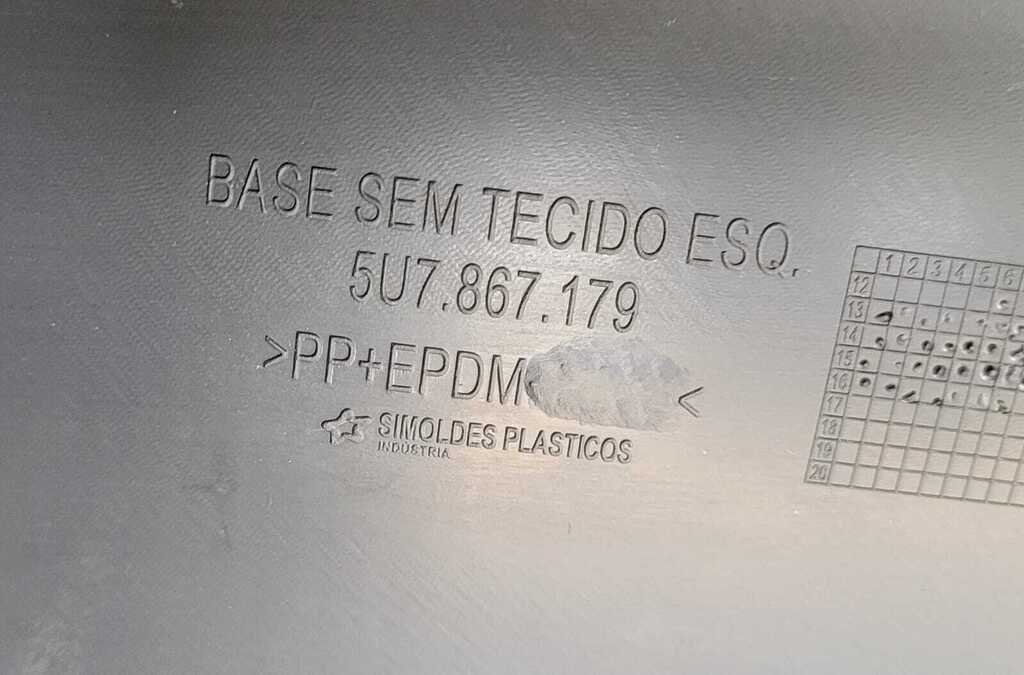 BASE SEM TECIDO ESQ.
5U7.867.179
>PP+EPDM <
SIMOLDES PLASTICOS
INDÚSTRIA
1 2 3 4 5 6
12
13
14
15
16
17
18
19
20